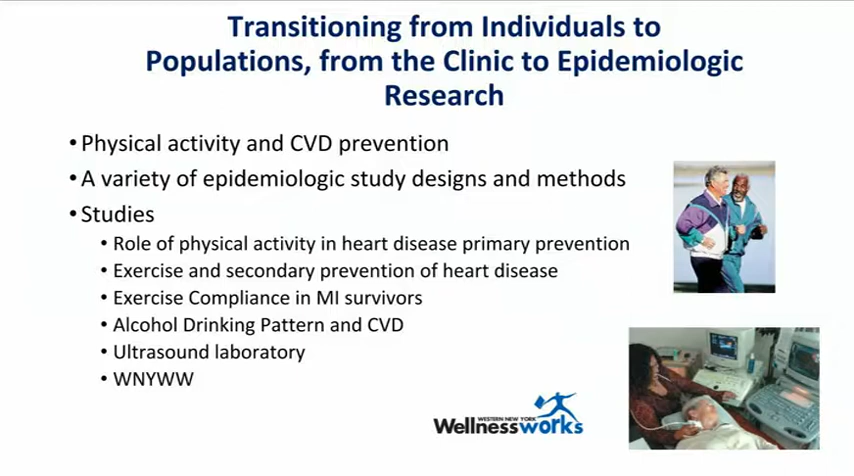 Transitioning from Individuals to
Populations, from the Clinic to Epidemiologic
Research
• Physical activity and CVD prevention
• A variety of epidemiologic study designs and methods
• Studies
• Role of physical activity in heart disease primary prevention
• Exercise and secondary prevention of heart disease
• Exercise Compliance in MI survivors
• Alcohol Drinking Pattern and CVD
• Ultrasound laboratory
• WNYWW
WESTERN NEW YORK
Wellnessworks